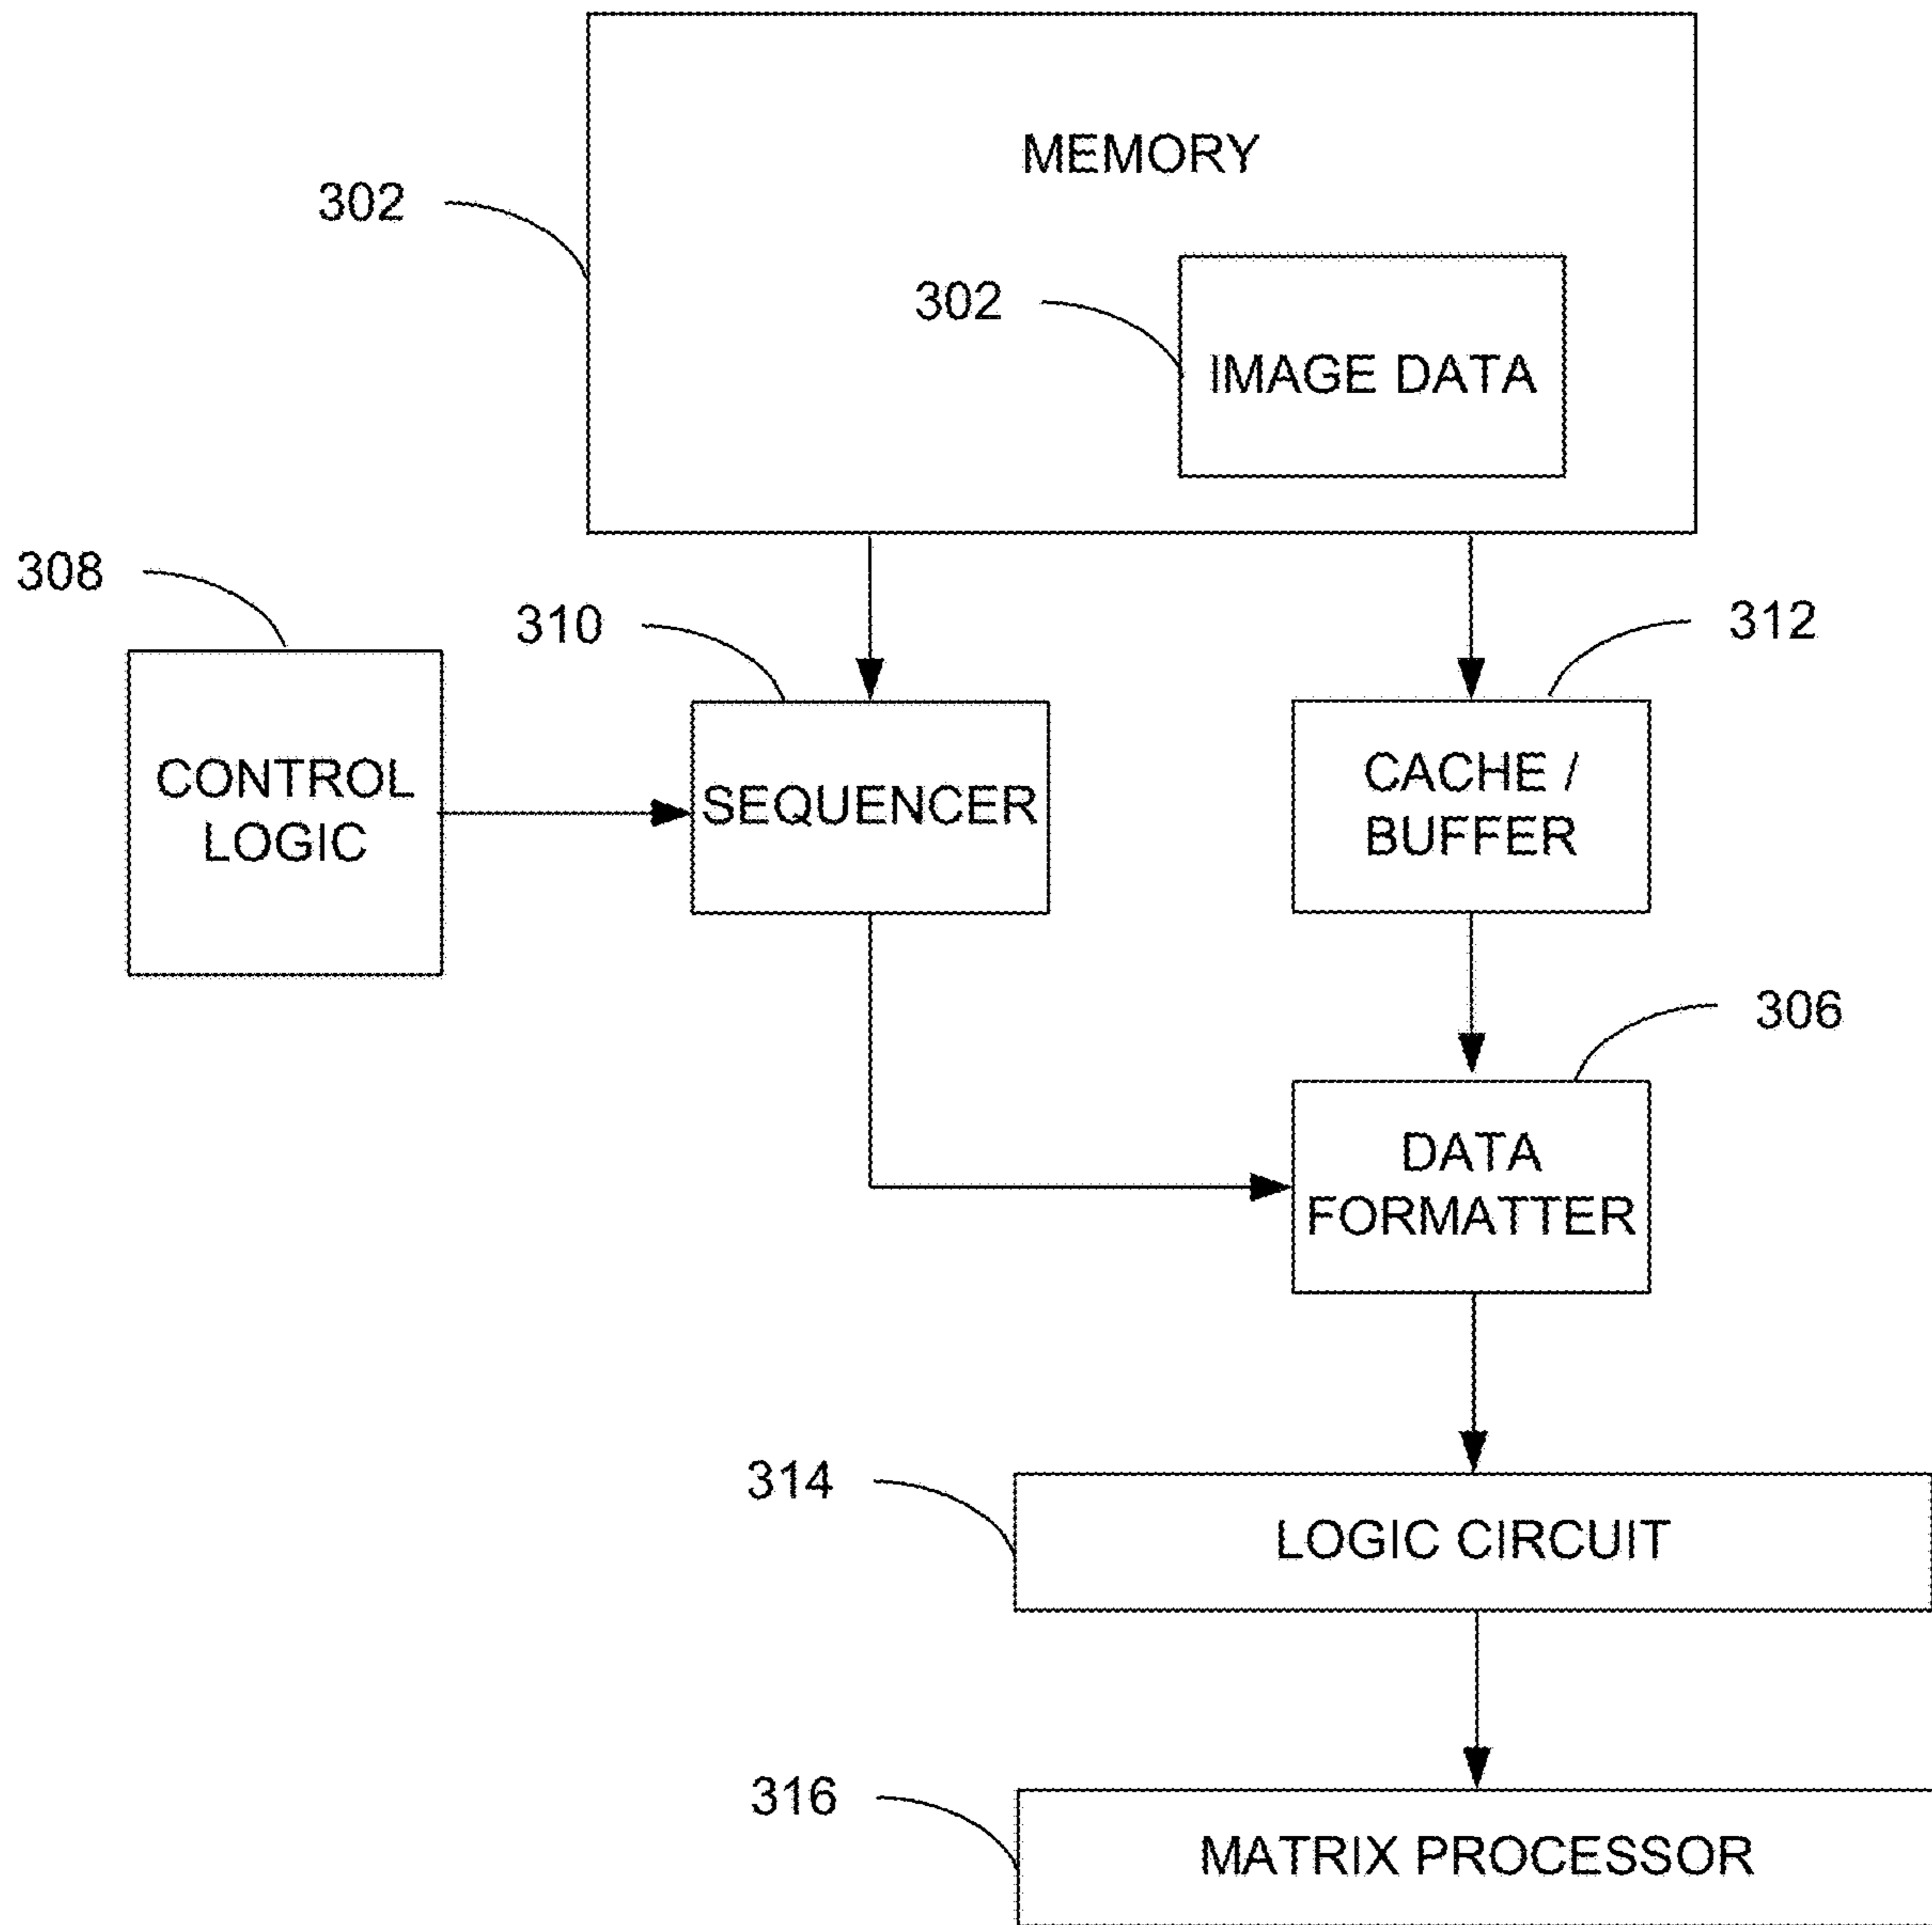 MEMORY
302
302
IMAGE DATA
308
310
312
CONTROL
LOGIC
SEQUENCER
CACHE /
BUFFER
306
DATA
FORMATTER
314
LOGIC CIRCUIT
316
MATRIX PROCESSOR